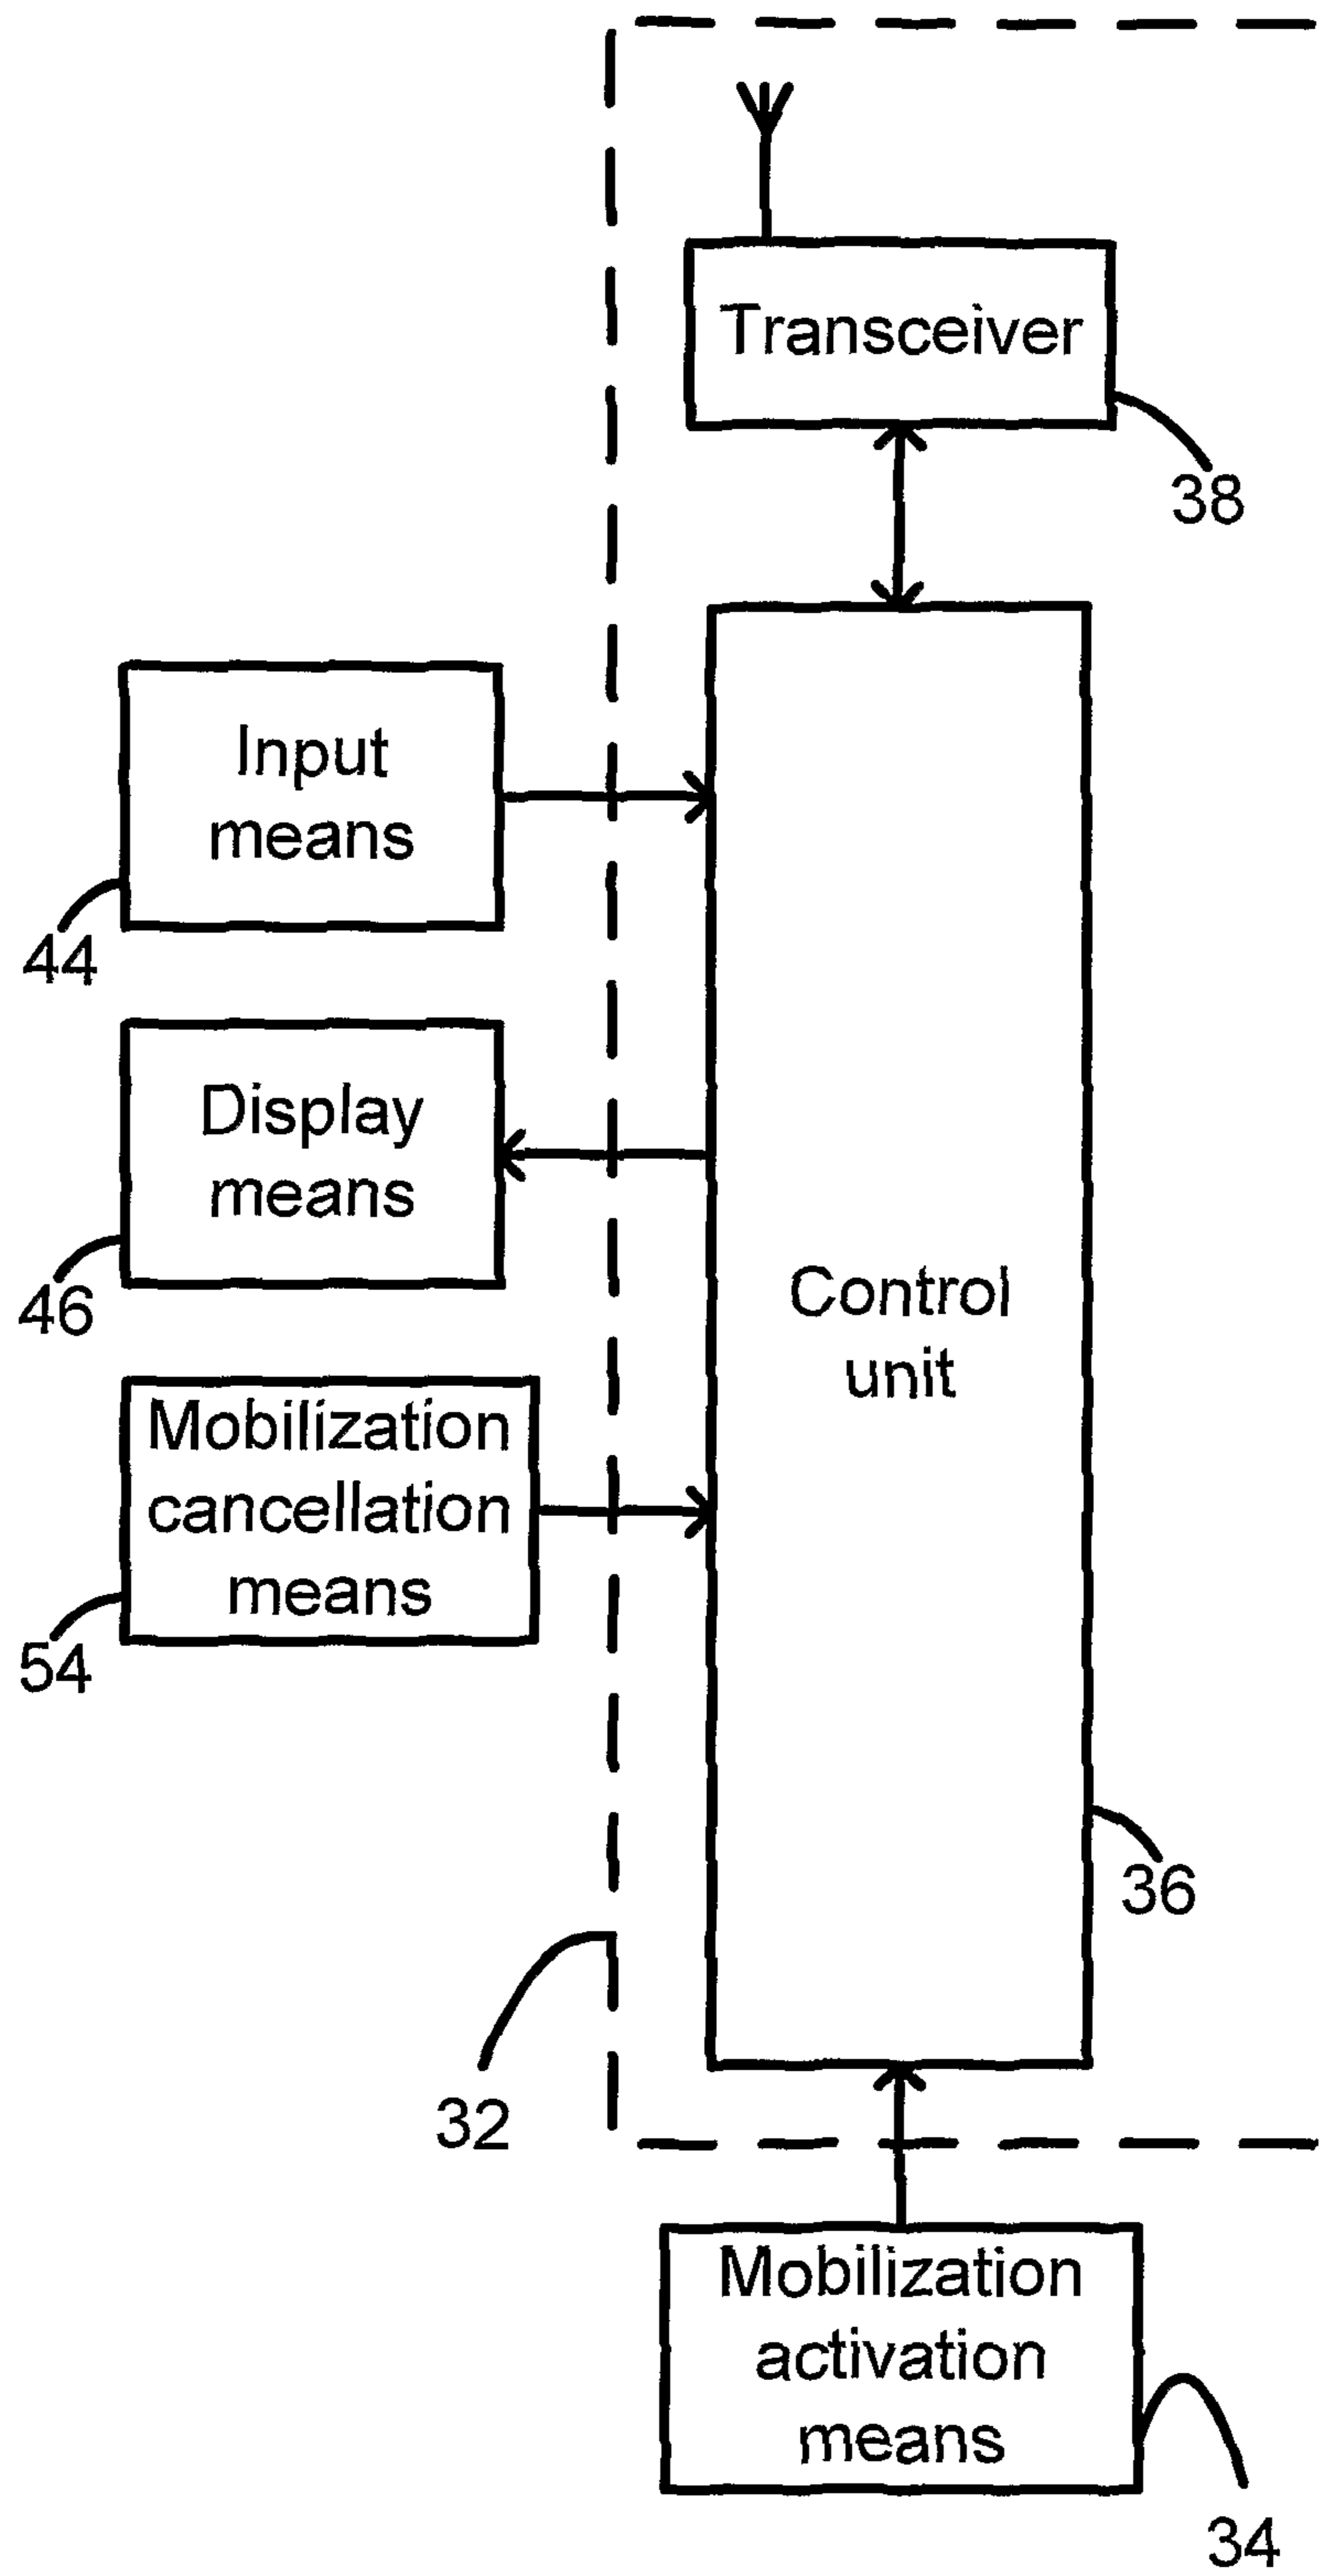 Transceiver
38
Input
means
44
Display
means
46
Control
unit
Mobilization
cancellation
means
54
36
32
Mobilization
activation
means
34